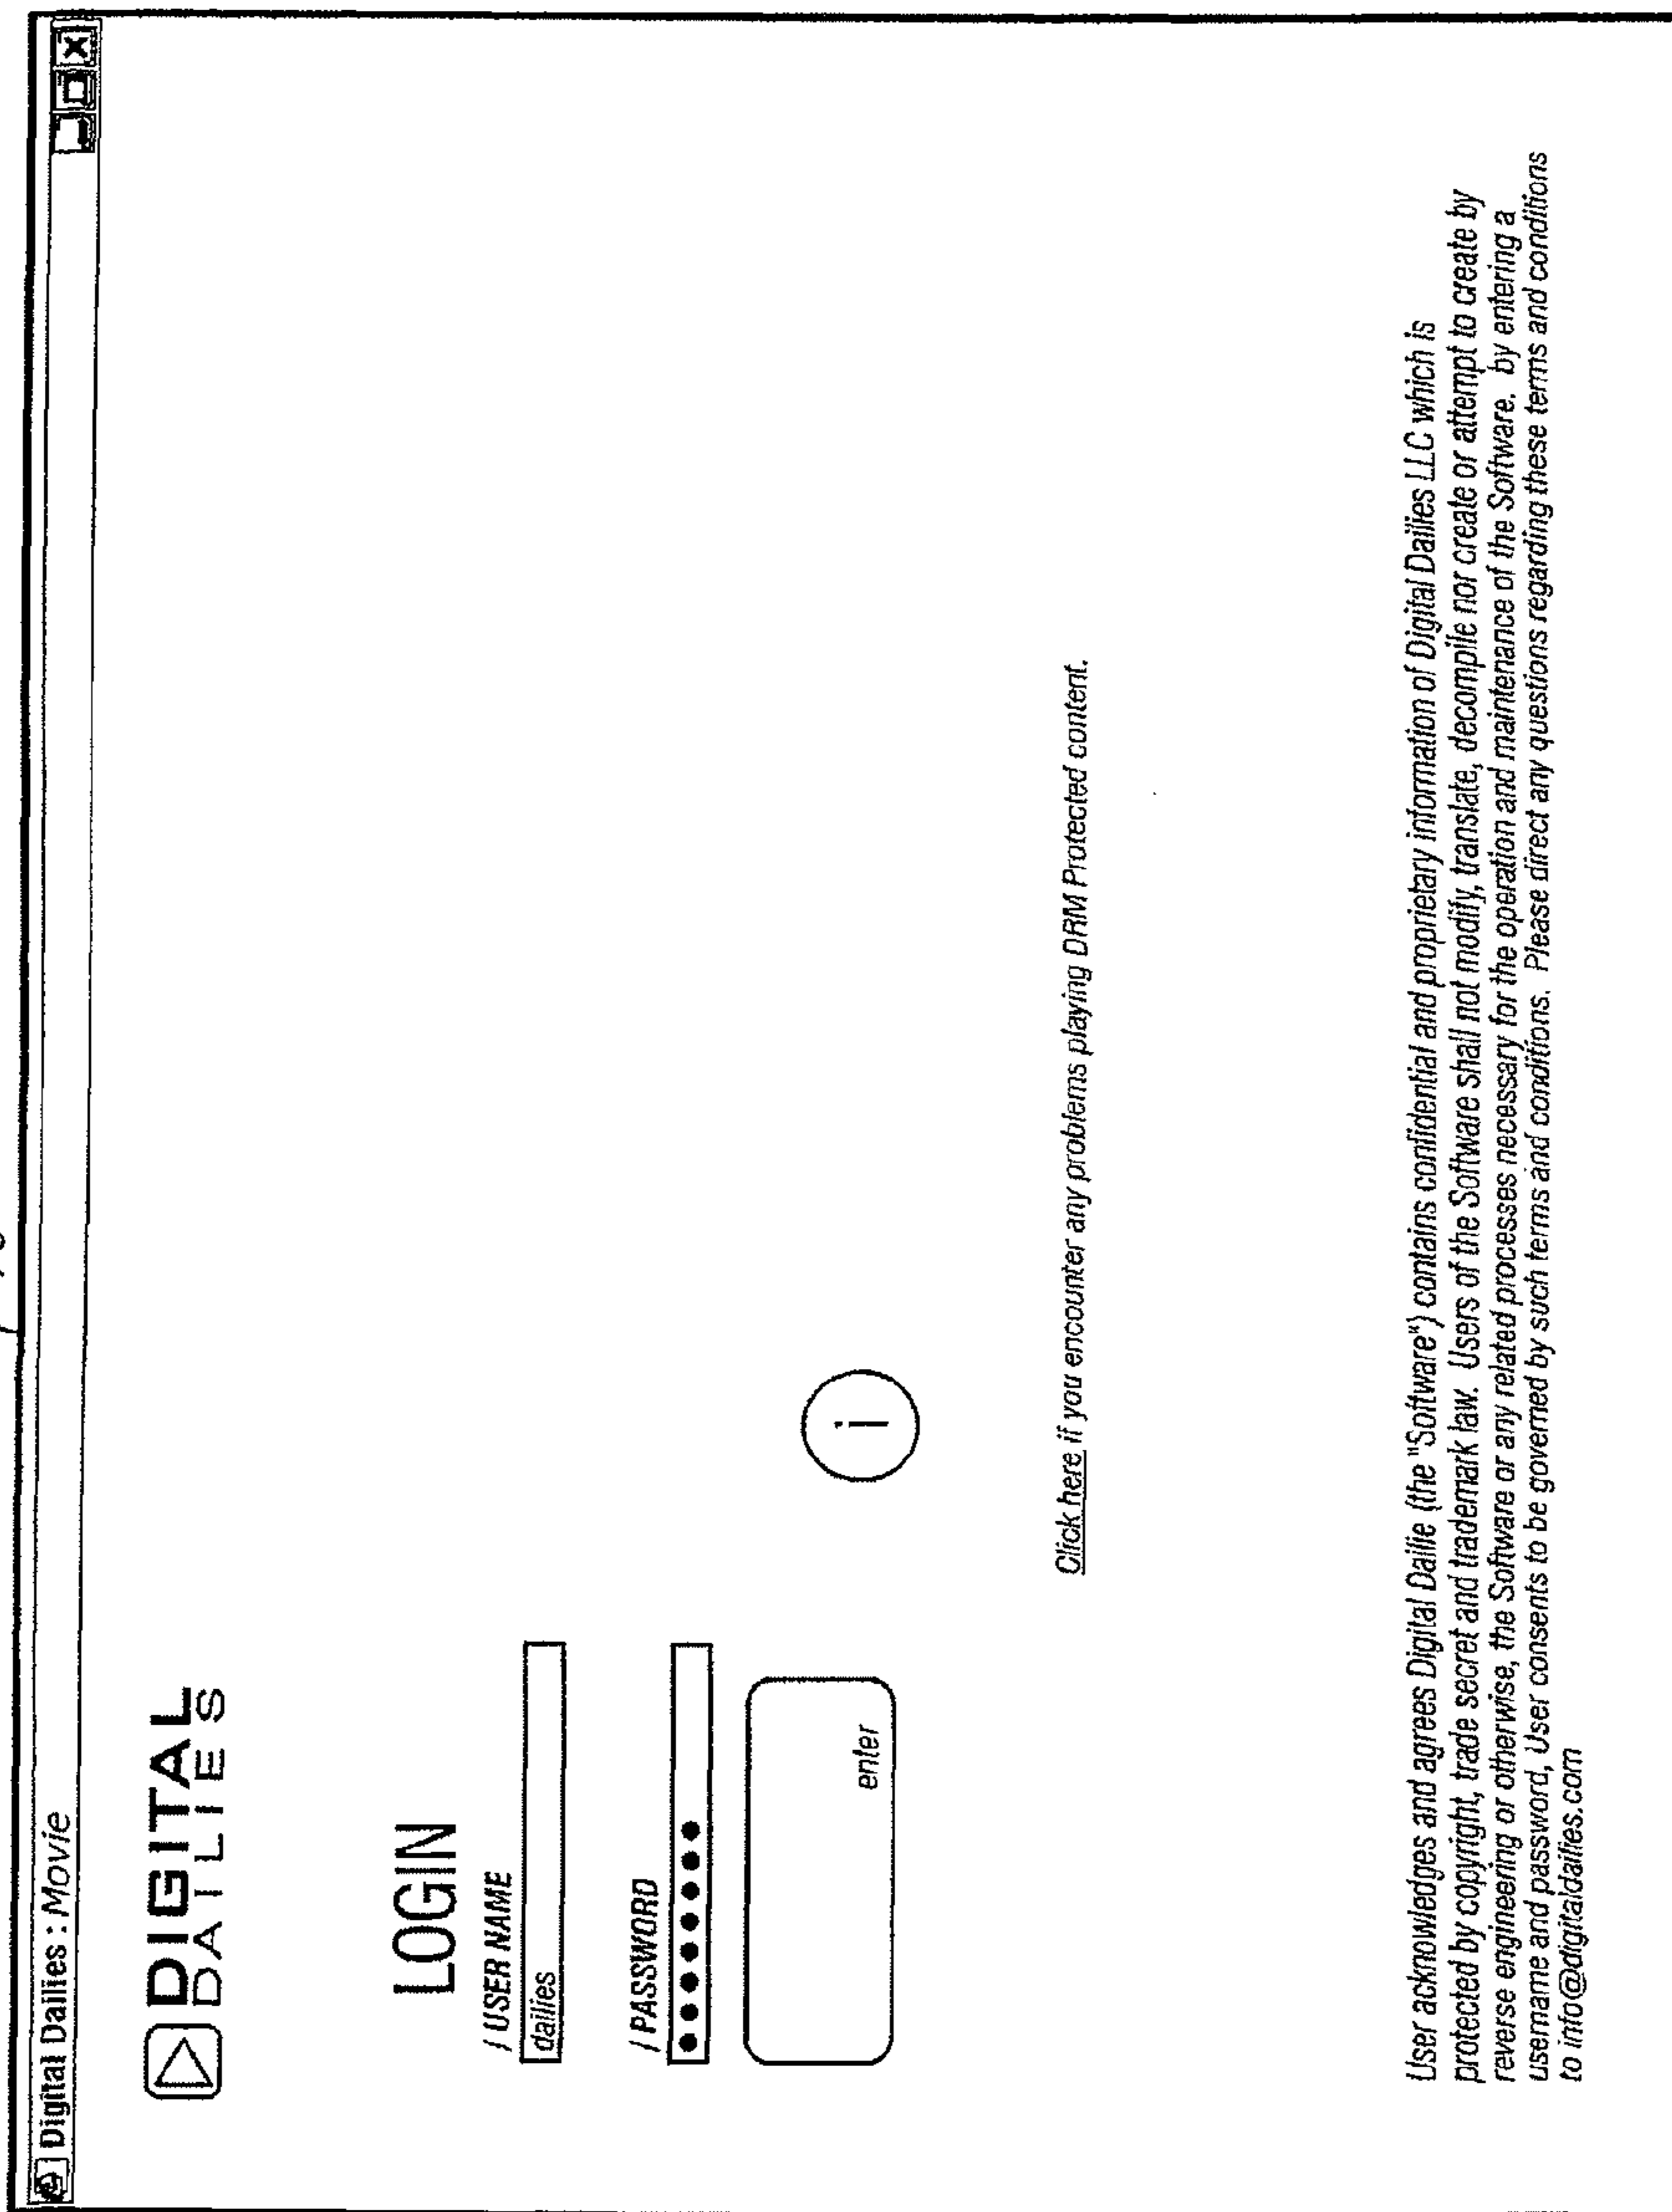 Digital Dailies : Movie
DIGITAL
DAILIES
LOGIN
/ USER NAME
dailies
/ PASSWORD
●●●●●●●●
enter
i
Click here if you encounter any problems playing DRM Protected content.
User acknowledges and agrees Digital Dailie (the "Software") contains confidential and proprietary information of Digital Dailies LLC which is
protected by copyright, trade secret and trademark law. Users of the Software shall not modify, translate, decompile nor create or attempt to create by
reverse engineering or otherwise, the Software or any related processes necessary for the operation and maintenance of the Software. by entering a
username and password, User consents to be governed by such terms and conditions. Please direct any questions regarding these terms and conditions
to info@digitaldailies.com